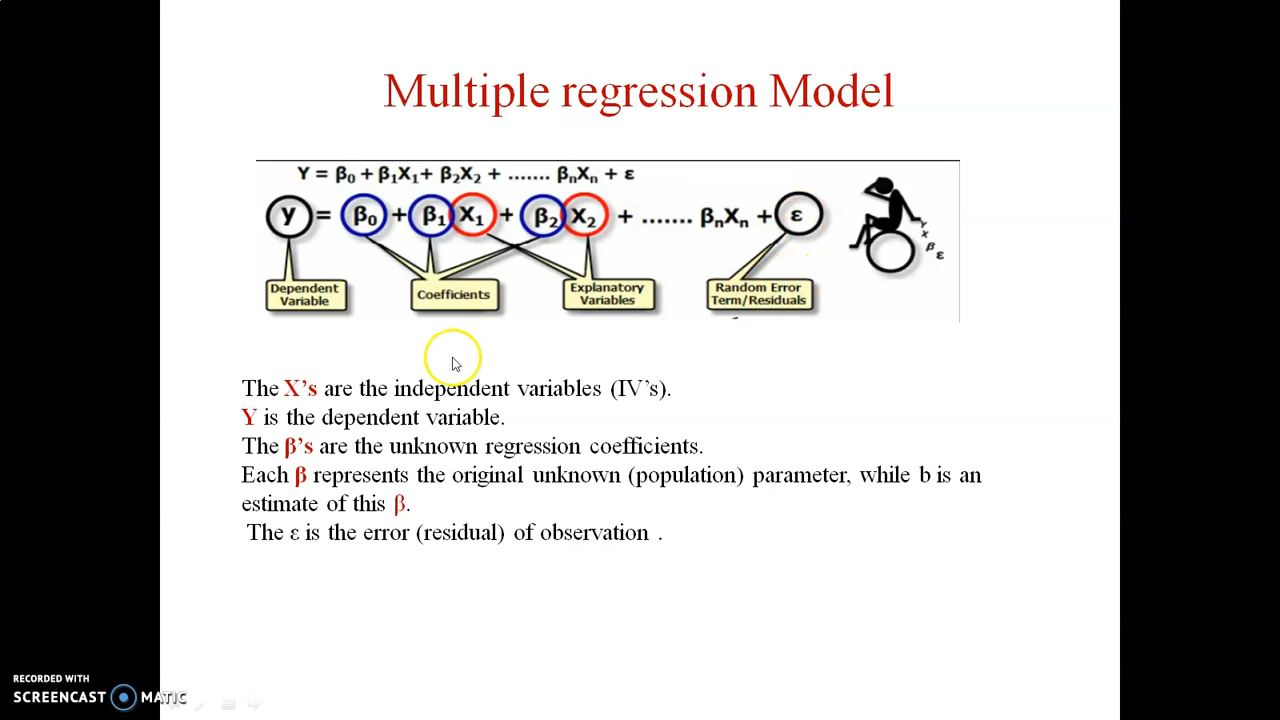 Multiple regression Model
Y = β₀ + β₁X₁+ β₂X₂ + ....... βₙXₙ + ε
y = β₀ + β₁ X₁ + β₂ X₂ + ....... βₙXₙ + ε
Y X β ε
Dependent
Variable
Coefficients
Explanatory
Variables
Random Error
Term/Residuals
The X’s are the independent variables (IV’s).
Y is the dependent variable.
The β’s are the unknown regression coefficients.
Each β represents the original unknown (population) parameter, while b is an
estimate of this β.
The ε is the error (residual) of observation .
RECORDED WITH
SCREENCAST MATIC